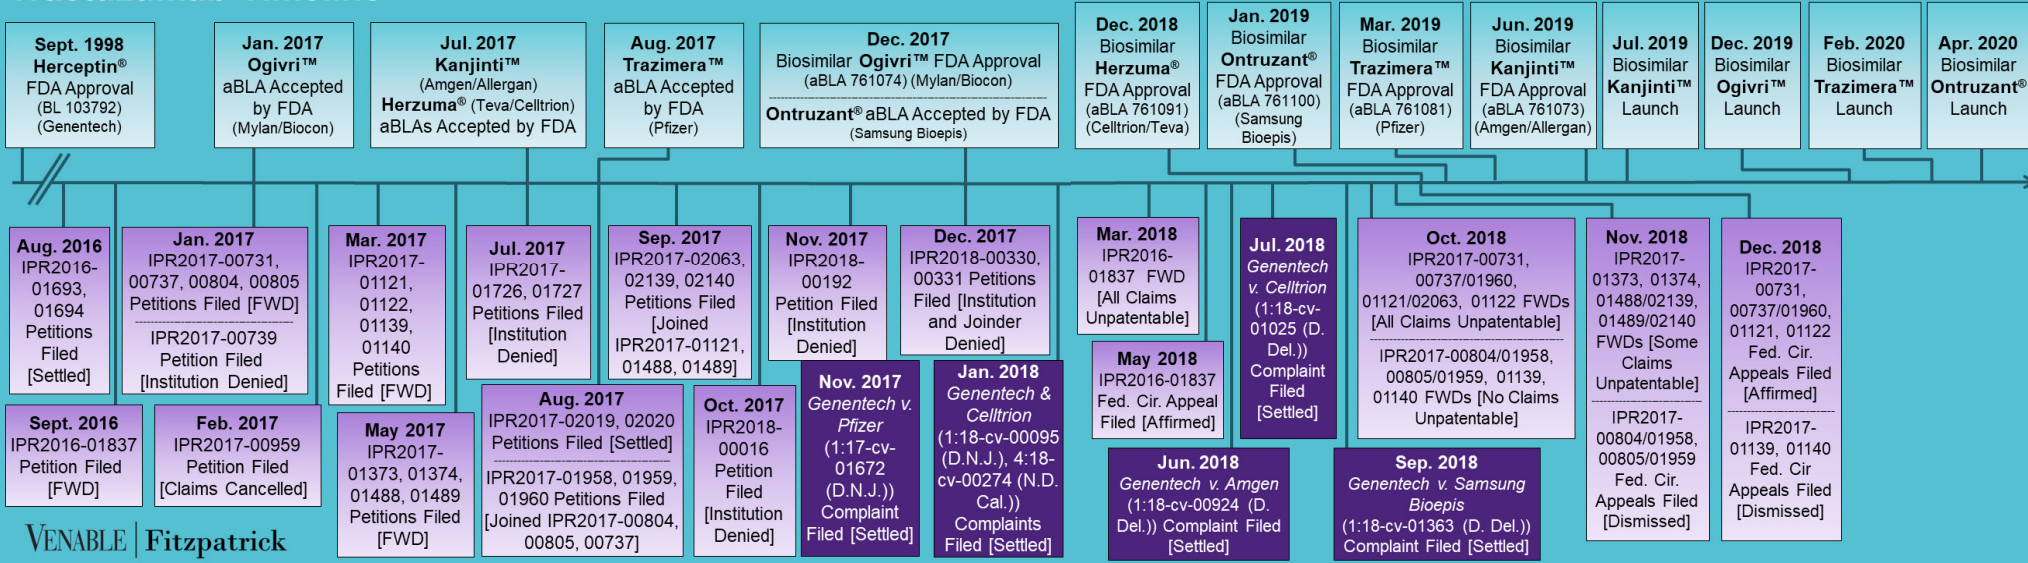 Sept. 1998
Herceptin®
FDA Approval
(BL 103792)
(Genentech)
Jan. 2017
Ogivri™
aBLA Accepted
by FDA
(Mylan/Biocon)
Jul. 2017
Kanjinti™
(Amgen/Allergan)
Herzuma® (Teva/Celltrion)
aBLAs Accepted by FDA
Aug. 2017
Trazimera™
aBLA Accepted
by FDA
(Pfizer)
Dec. 2017
Biosimilar Ogivri™ FDA Approval
(aBLA 761074) (Mylan/Biocon)
Ontruzant® aBLA Accepted by FDA
(Samsung Bioepis)
Dec. 2018
Biosimilar
Herzuma®
FDA Approval
(aBLA 761091)
(Celltrion/Teva)
Jan. 2019
Biosimilar
Ontruzant®
FDA Approval
(aBLA 761100)
(Samsung
Bioepis)
Mar. 2019
Biosimilar
Trazimera™
FDA Approval
(aBLA 761081)
(Pfizer)
Jun. 2019
Biosimilar
Kanjinti™
FDA Approval
(aBLA 761073)
(Amgen/Allergan)
Jul. 2019
Biosimilar
Kanjinti™
Launch
Dec. 2019
Biosimilar
Ogivri™
Launch
Feb. 2020
Biosimilar
Trazimera™
Launch
Apr. 2020
Biosimilar
Ontruzant®
Launch
Aug. 2016
IPR2016-
01693,
01694
Petitions
Filed
[Settled]
Sept. 2016
IPR2016-01837
Petition Filed
[FWD]
Jan. 2017
IPR2017-00731,
00737, 00804, 00805
Petitions Filed [FWD]
IPR2017-00739
Petition Filed
[Institution Denied]
Feb. 2017
IPR2017-00959
Petition Filed
[Claims Cancelled]
Mar. 2017
IPR2017-
01121,
01122,
01139,
01140
Petitions
Filed [FWD]
May 2017
IPR2017-
01373, 01374,
01488, 01489
Petitions Filed
[FWD]
Jul. 2017
IPR2017-
01726, 01727
Petitions Filed
[Institution
Denied]
Aug. 2017
IPR2017-02019, 02020
Petitions Filed [Settled]
IPR2017-01958, 01959,
01960 Petitions Filed
[Joined IPR2017-00804,
00805, 00737]
Sep. 2017
IPR2017-02063,
02139, 02140
Petitions Filed
[Joined
IPR2017-01121,
01488, 01489]
Oct. 2017
IPR2018-
00016
Petition
Filed
[Institution
Denied]
Nov. 2017
IPR2018-
00192
Petition Filed
[Institution
Denied]
Nov. 2017
Genentech v.
Pfizer
(1:17-cv-
01672
(D.N.J.))
Complaint
Filed [Settled]
Dec. 2017
IPR2018-00330,
00331 Petitions
Filed [Institution
and Joinder
Denied]
Jan. 2018
Genentech &
Celltrion
(1:18-cv-00095
(D.N.J.), 4:18-
cv-00274 (N.D.
Cal.))
Complaints
Filed [Settled]
Mar. 2018
IPR2016-
01837 FWD
[All Claims
Unpatentable]
May 2018
IPR2016-01837
Fed. Cir. Appeal
Filed [Affirmed]
Jun. 2018
Genentech v. Amgen
(1:18-cv-00924 (D.
Del.)) Complaint Filed
[Settled]
Jul. 2018
Genentech
v. Celltrion
(1:18-cv-
01025 (D.
Del.))
Complaint
Filed
[Settled]
Sep. 2018
Genentech v. Samsung
Bioepis
(1:18-cv-01363 (D. Del.))
Complaint Filed [Settled]
Oct. 2018
IPR2017-00731,
00737/01960,
01121/02063, 01122 FWDs
[All Claims Unpatentable]
IPR2017-00804/01958,
00805/01959, 01139,
01140 FWDs [No Claims
Unpatentable]
Nov. 2018
IPR2017-
01373, 01374,
01488/02139,
01489/02140
FWDs [Some
Claims
Unpatentable]
IPR2017-
00804/01958,
00805/01959
Fed. Cir.
Appeals Filed
[Dismissed]
Dec. 2018
IPR2017-
00731,
00737/01960,
01121, 01122
Fed. Cir.
Appeals Filed
[Affirmed]
IPR2017-
01139, 01140
Fed. Cir
Appeals Filed
[Dismissed]
VENABLE | Fitzpatrick